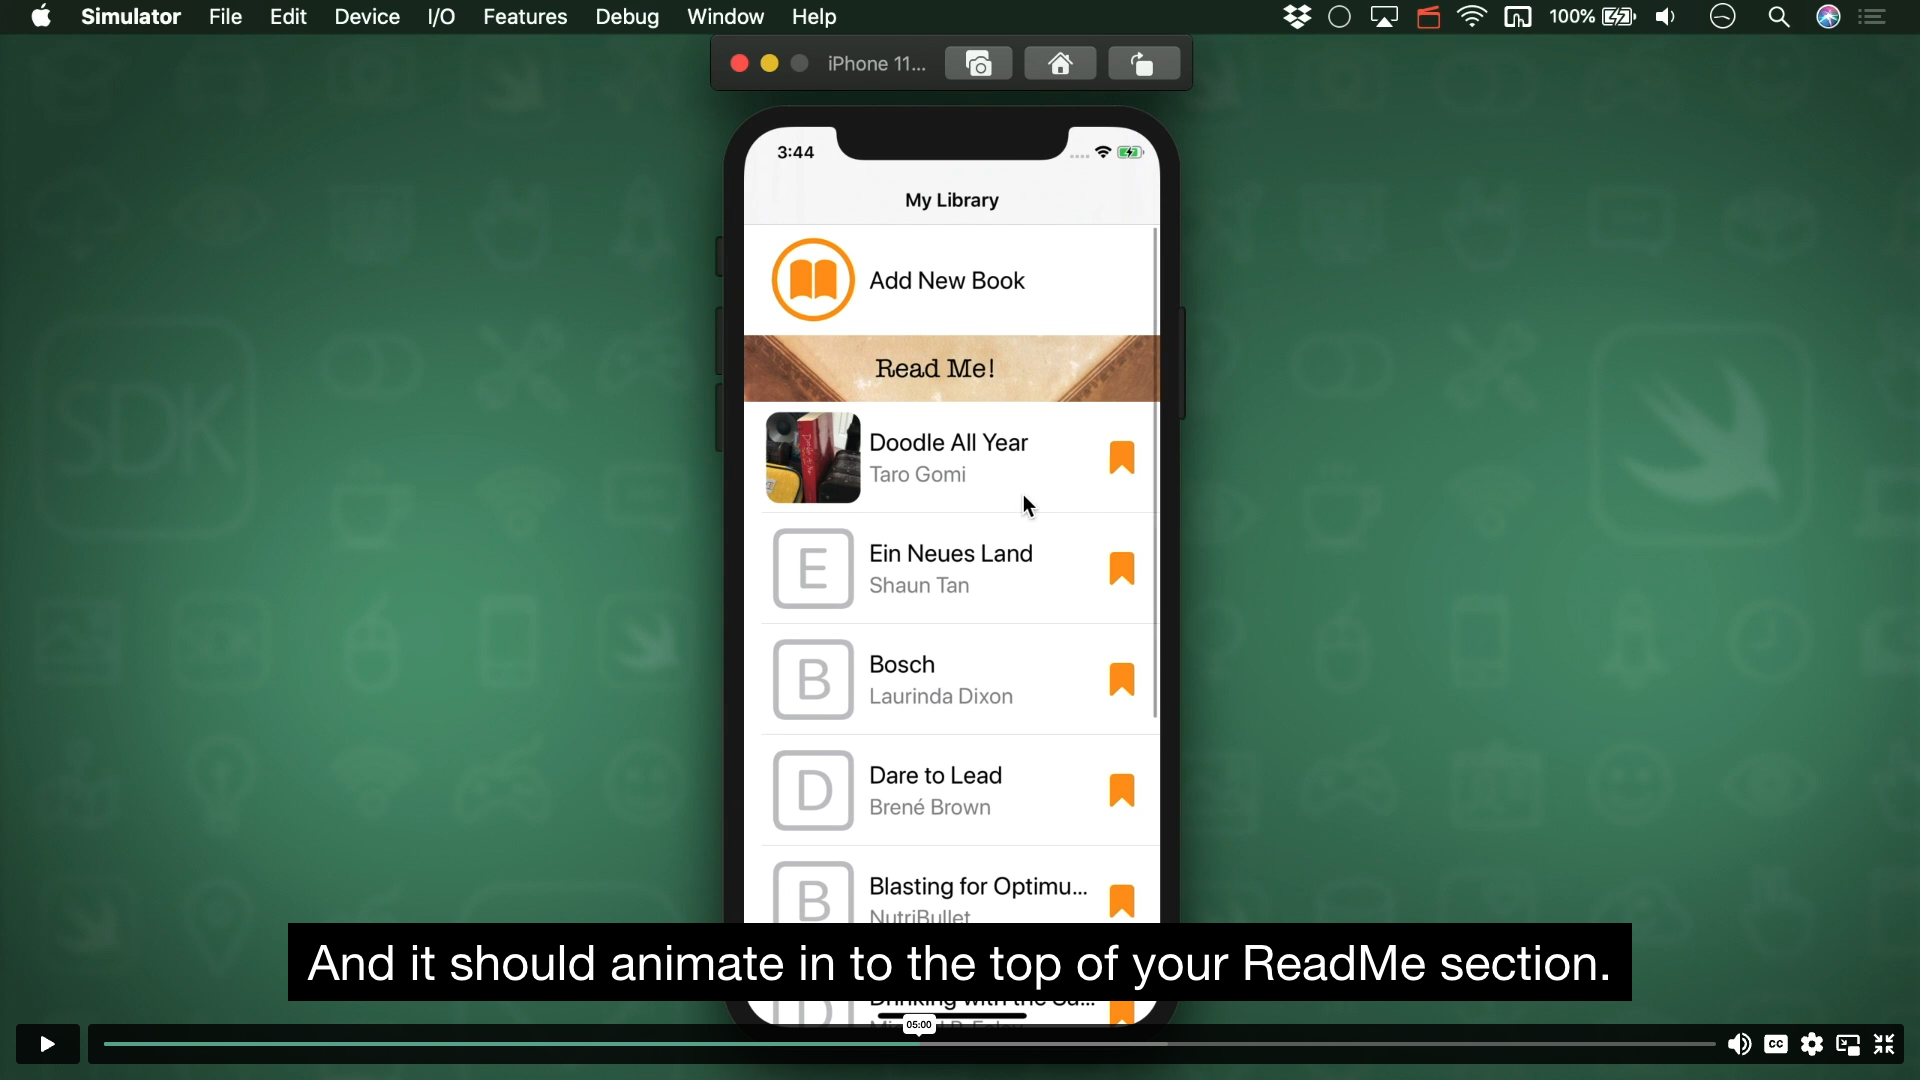 Simulator File Edit Device I/O Features Debug Window Help 100%
iPhone 11...
3:44
My Library
Add New Book
Read Me!
Doodle All Year
Taro Gomi
E
Ein Neues Land
Shaun Tan
B
Bosch
Laurinda Dixon
D
Dare to Lead
Brené Brown
B
Blasting for Optimu...
NutriBullet
And it should animate in to the top of your ReadMe section.
D
05:00
CC
SDK